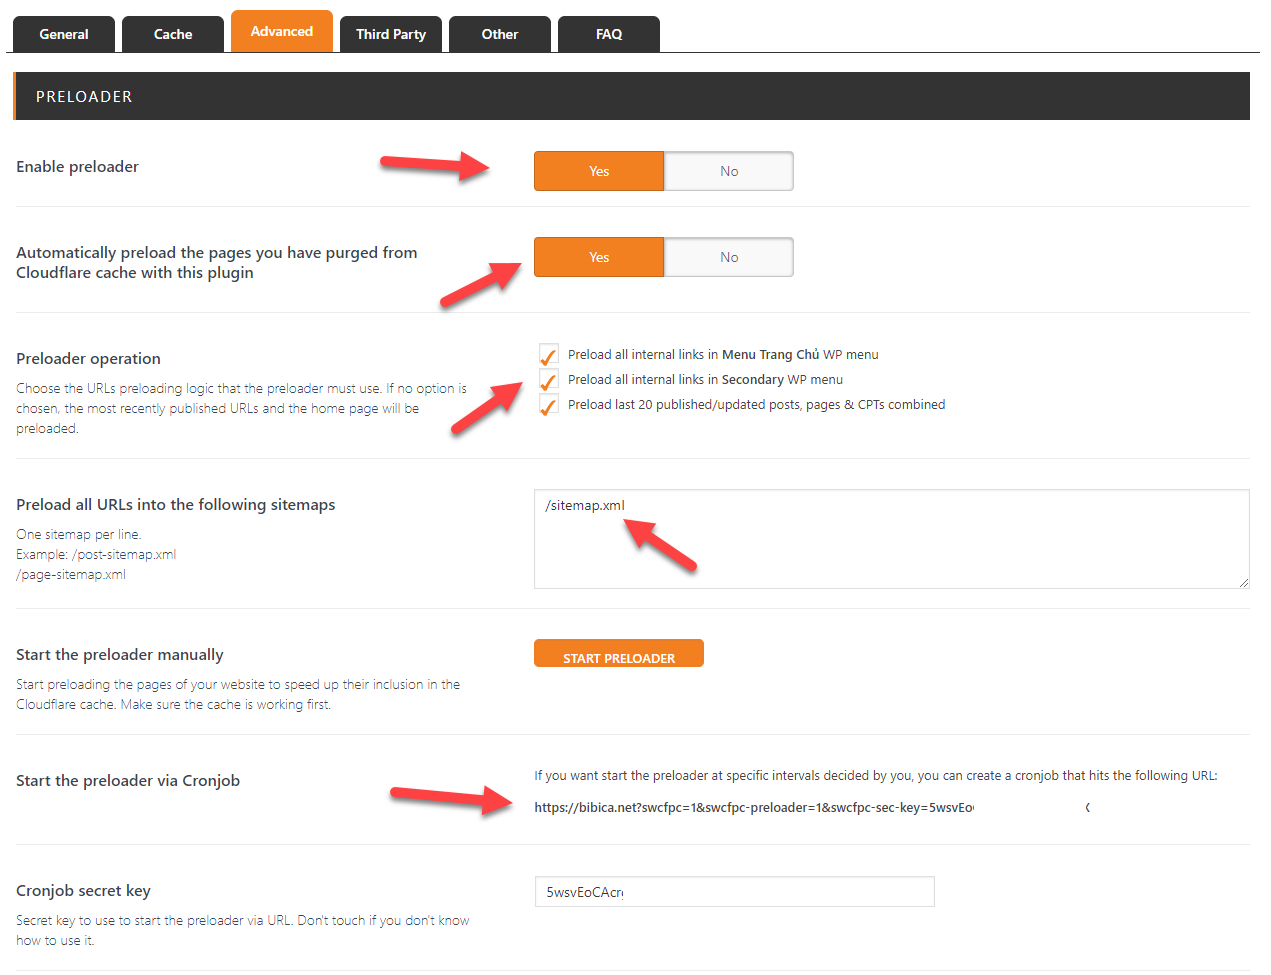 General
Cache
Advanced
Third Party
Other
FAQ
PRELOADER
Enable preloader
Yes
No
Automatically preload the pages you have purged from
Cloudflare cache with this plugin
Yes
No
Preloader operation
Choose the URLs preloading logic that the preloader must use. If no option is
chosen, the most recently published URLs and the home page will be
preloaded.
Preload all internal links in Menu Trang Chủ WP menu
Preload all internal links in Secondary WP menu
Preload last 20 published/updated posts, pages & CPTs combined
Preload all URLs into the following sitemaps
One sitemap per line.
Example: /post-sitemap.xml
/page-sitemap.xml
/sitemap.xml
Start the preloader manually
Start preloading the pages of your website to speed up their inclusion in the
Cloudflare cache. Make sure the cache is working first.
START PRELOADER
Start the preloader via Cronjob
If you want start the preloader at specific intervals decided by you, you can create a cronjob that hits the following URL:
https://bibica.net?swcfpc=1&swcfpc-preloader=1&swcfpc-sec-key=5wsvEo
Cronjob secret key
Secret key to use to start the preloader via URL. Don't touch if you don't know
how to use it.
5wsvEoCAcr